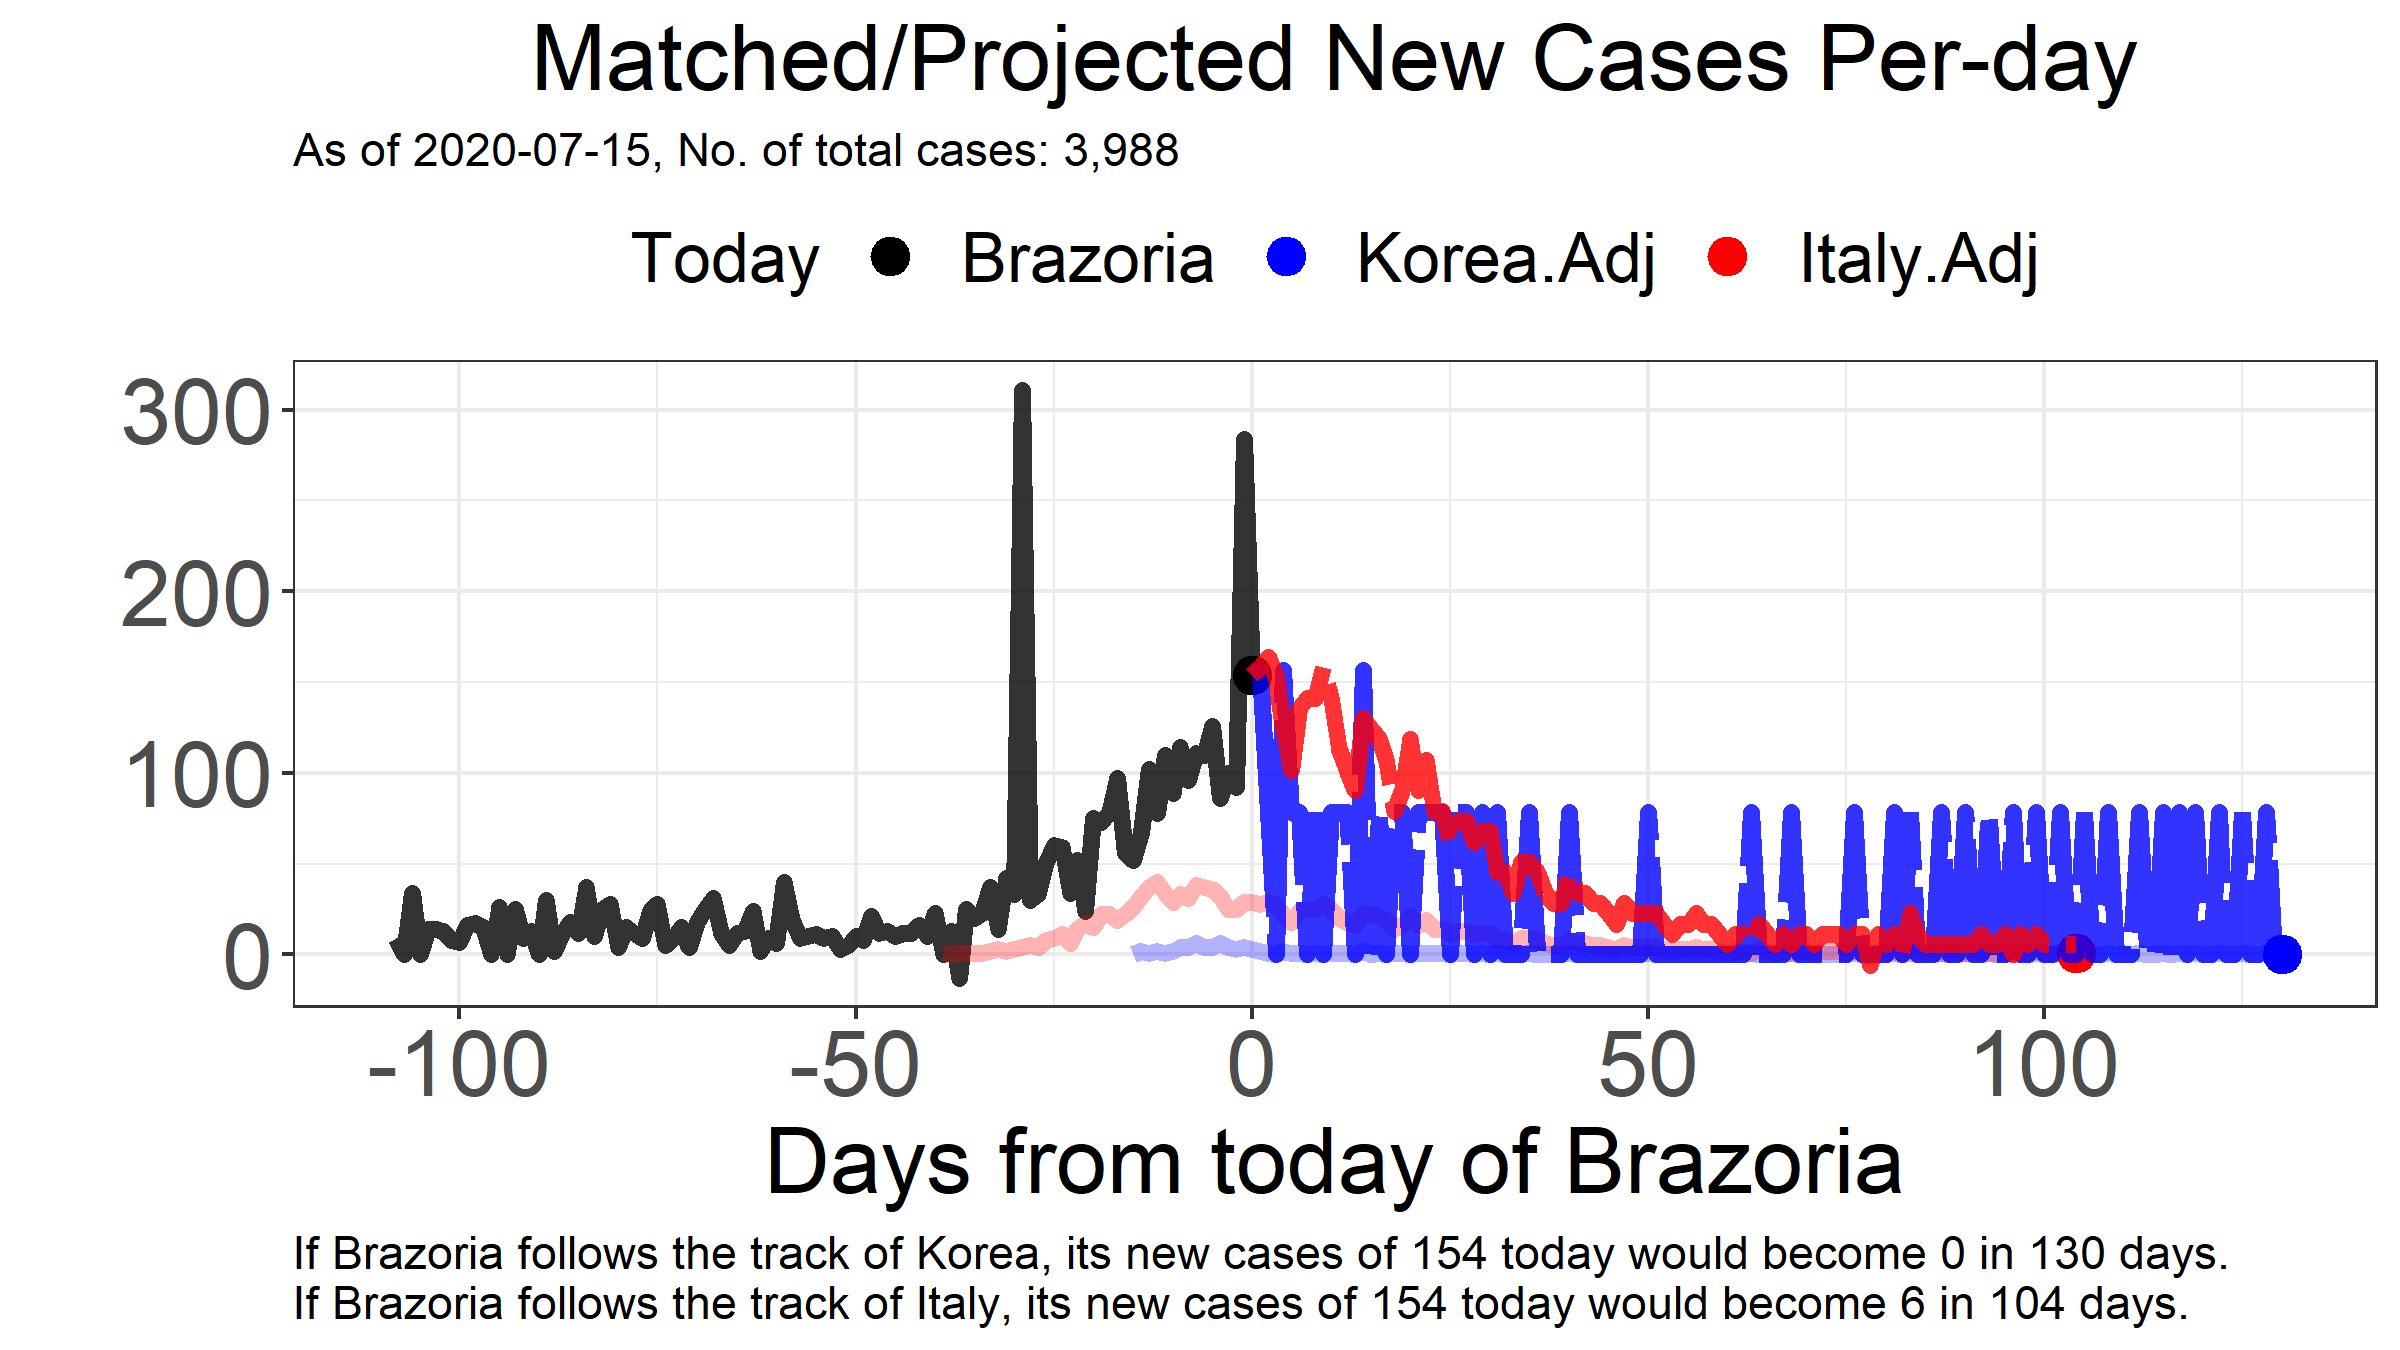 Matched/Projected New Cases Per-day
As of 2020-07-15, No. of total cases: 3,988
Today Brazoria Korea.Adj Italy.Adj
300
200
100
0
-100 -50 0 50 100
Days from today of Brazoria
If Brazoria follows the track of Korea, its new cases of 154 today would become 0 in 130 days.
If Brazoria follows the track of Italy, its new cases of 154 today would become 6 in 104 days.